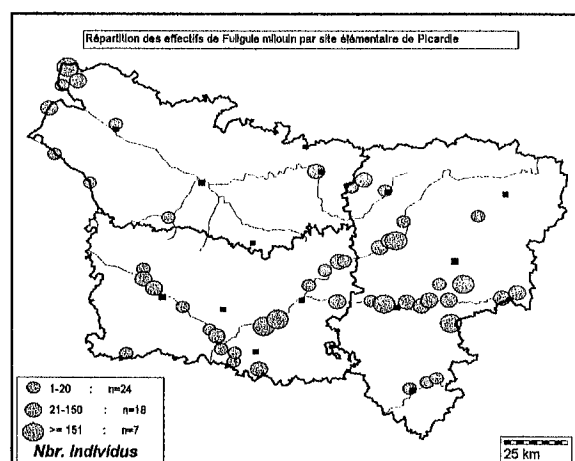 Répartition des effectifs de Fuligule milouin par site élémentaire de Picardie
1-20 : n=24
21-150 : n=18
>= 151 : n=7
Nbr. Individus
25 km